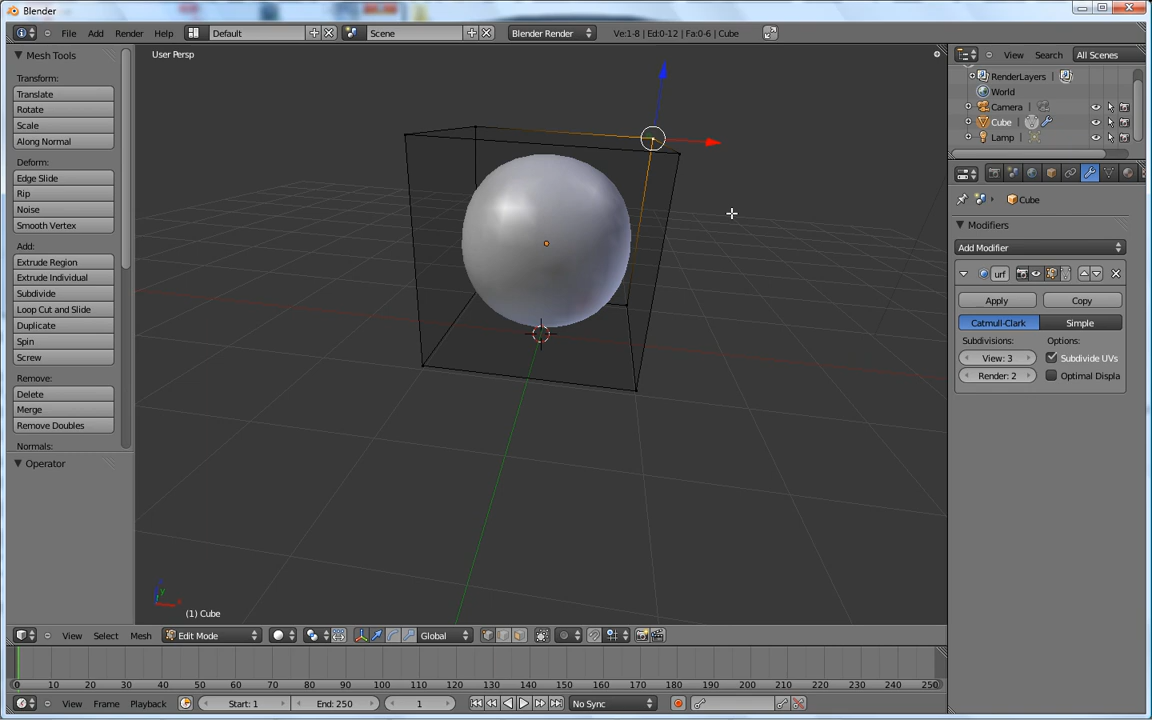 Blender
File Add Render Help Default Scene Blender Render Ve:1-8 | Ed:0-12 | Fa:0-6 | Cube
Mesh Tools
Transform:
Translate
Rotate
Scale
Along Normal
Deform:
Edge Slide
Rip
Noise
Smooth Vertex
Add:
Extrude Region
Extrude Individual
Subdivide
Loop Cut and Slide
Duplicate
Spin
Screw
Remove:
Delete
Merge
Remove Doubles
Normals:
Operator
User Persp
(1) Cube
View Search All Scenes
RenderLayers |
World
Camera |
Cube |
Lamp |
Cube
Modifiers
Add Modifier
urf
Apply Copy
Catmull-Clark Simple
Subdivisions: Options:
View: 3 Subdivide UVs
Render: 2 Optimal Displa
View Select Mesh Edit Mode Global
0 10 20 30 40 50 60 70 80 90 100 110 120 130 140 150 160 170 180 190 200 210 220 230 240 250
View Frame Playback Start: 1 End: 250 1 No Sync